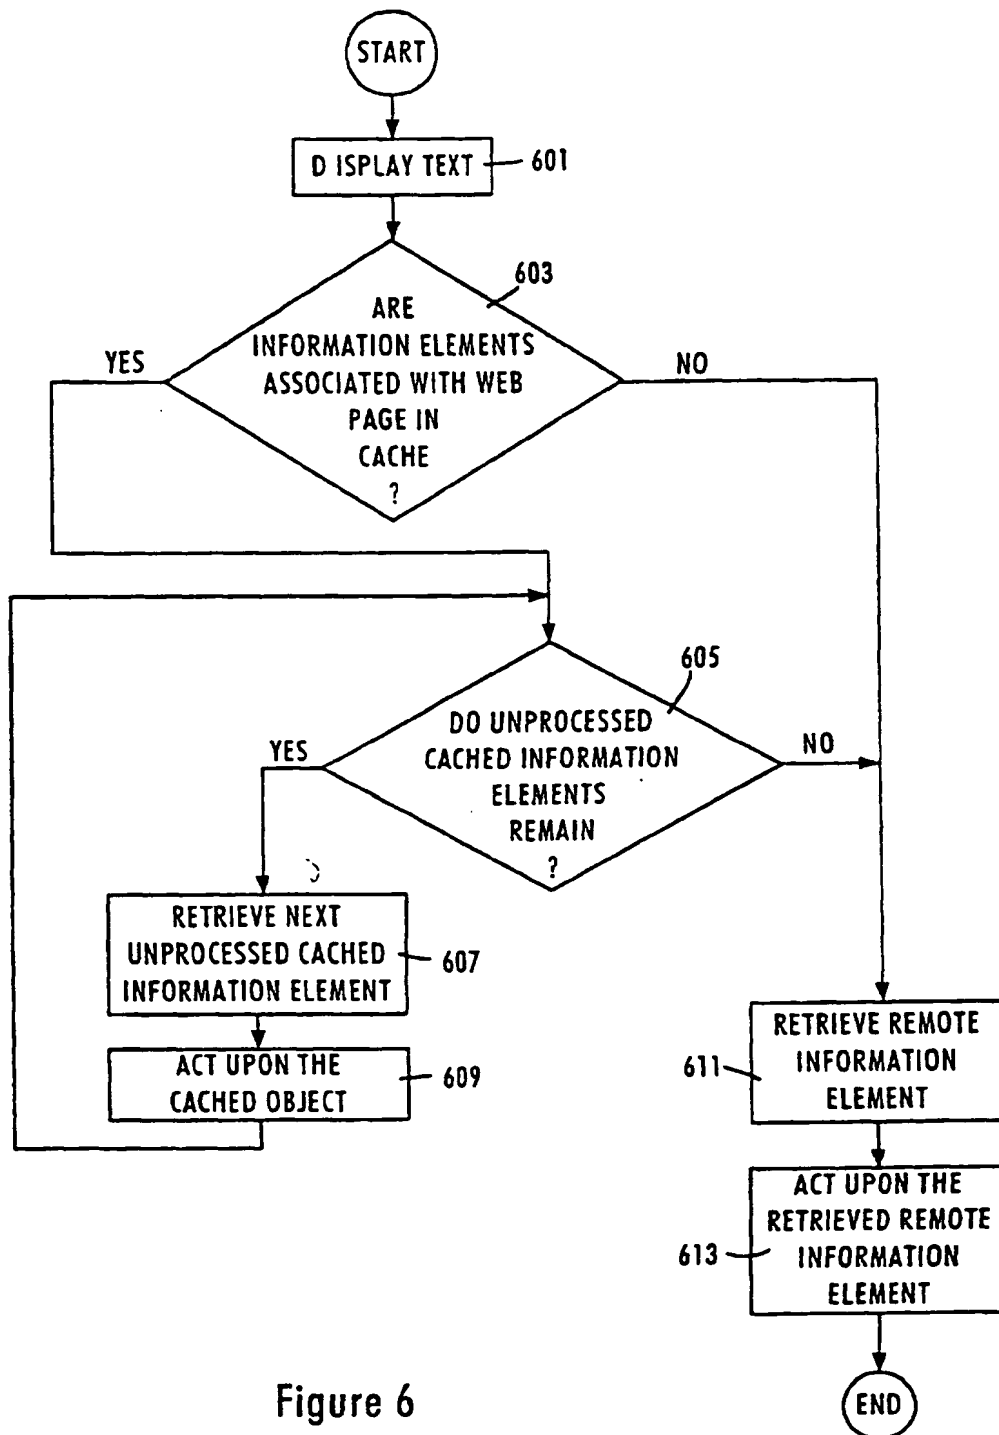 START
D ISPLAY TEXT
601
603
ARE
INFORMATION ELEMENTS
ASSOCIATED WITH WEB
PAGE IN
CACHE
?
YES
NO
605
DO UNPROCESSED
CACHED INFORMATION
ELEMENTS
REMAIN
?
YES
NO
RETRIEVE NEXT
UNPROCESSED CACHED
INFORMATION ELEMENT
607
ACT UPON THE
CACHED OBJECT
609
RETRIEVE REMOTE
INFORMATION
ELEMENT
611
ACT UPON THE
RETRIEVED REMOTE
INFORMATION
ELEMENT
613
END
Figure 6